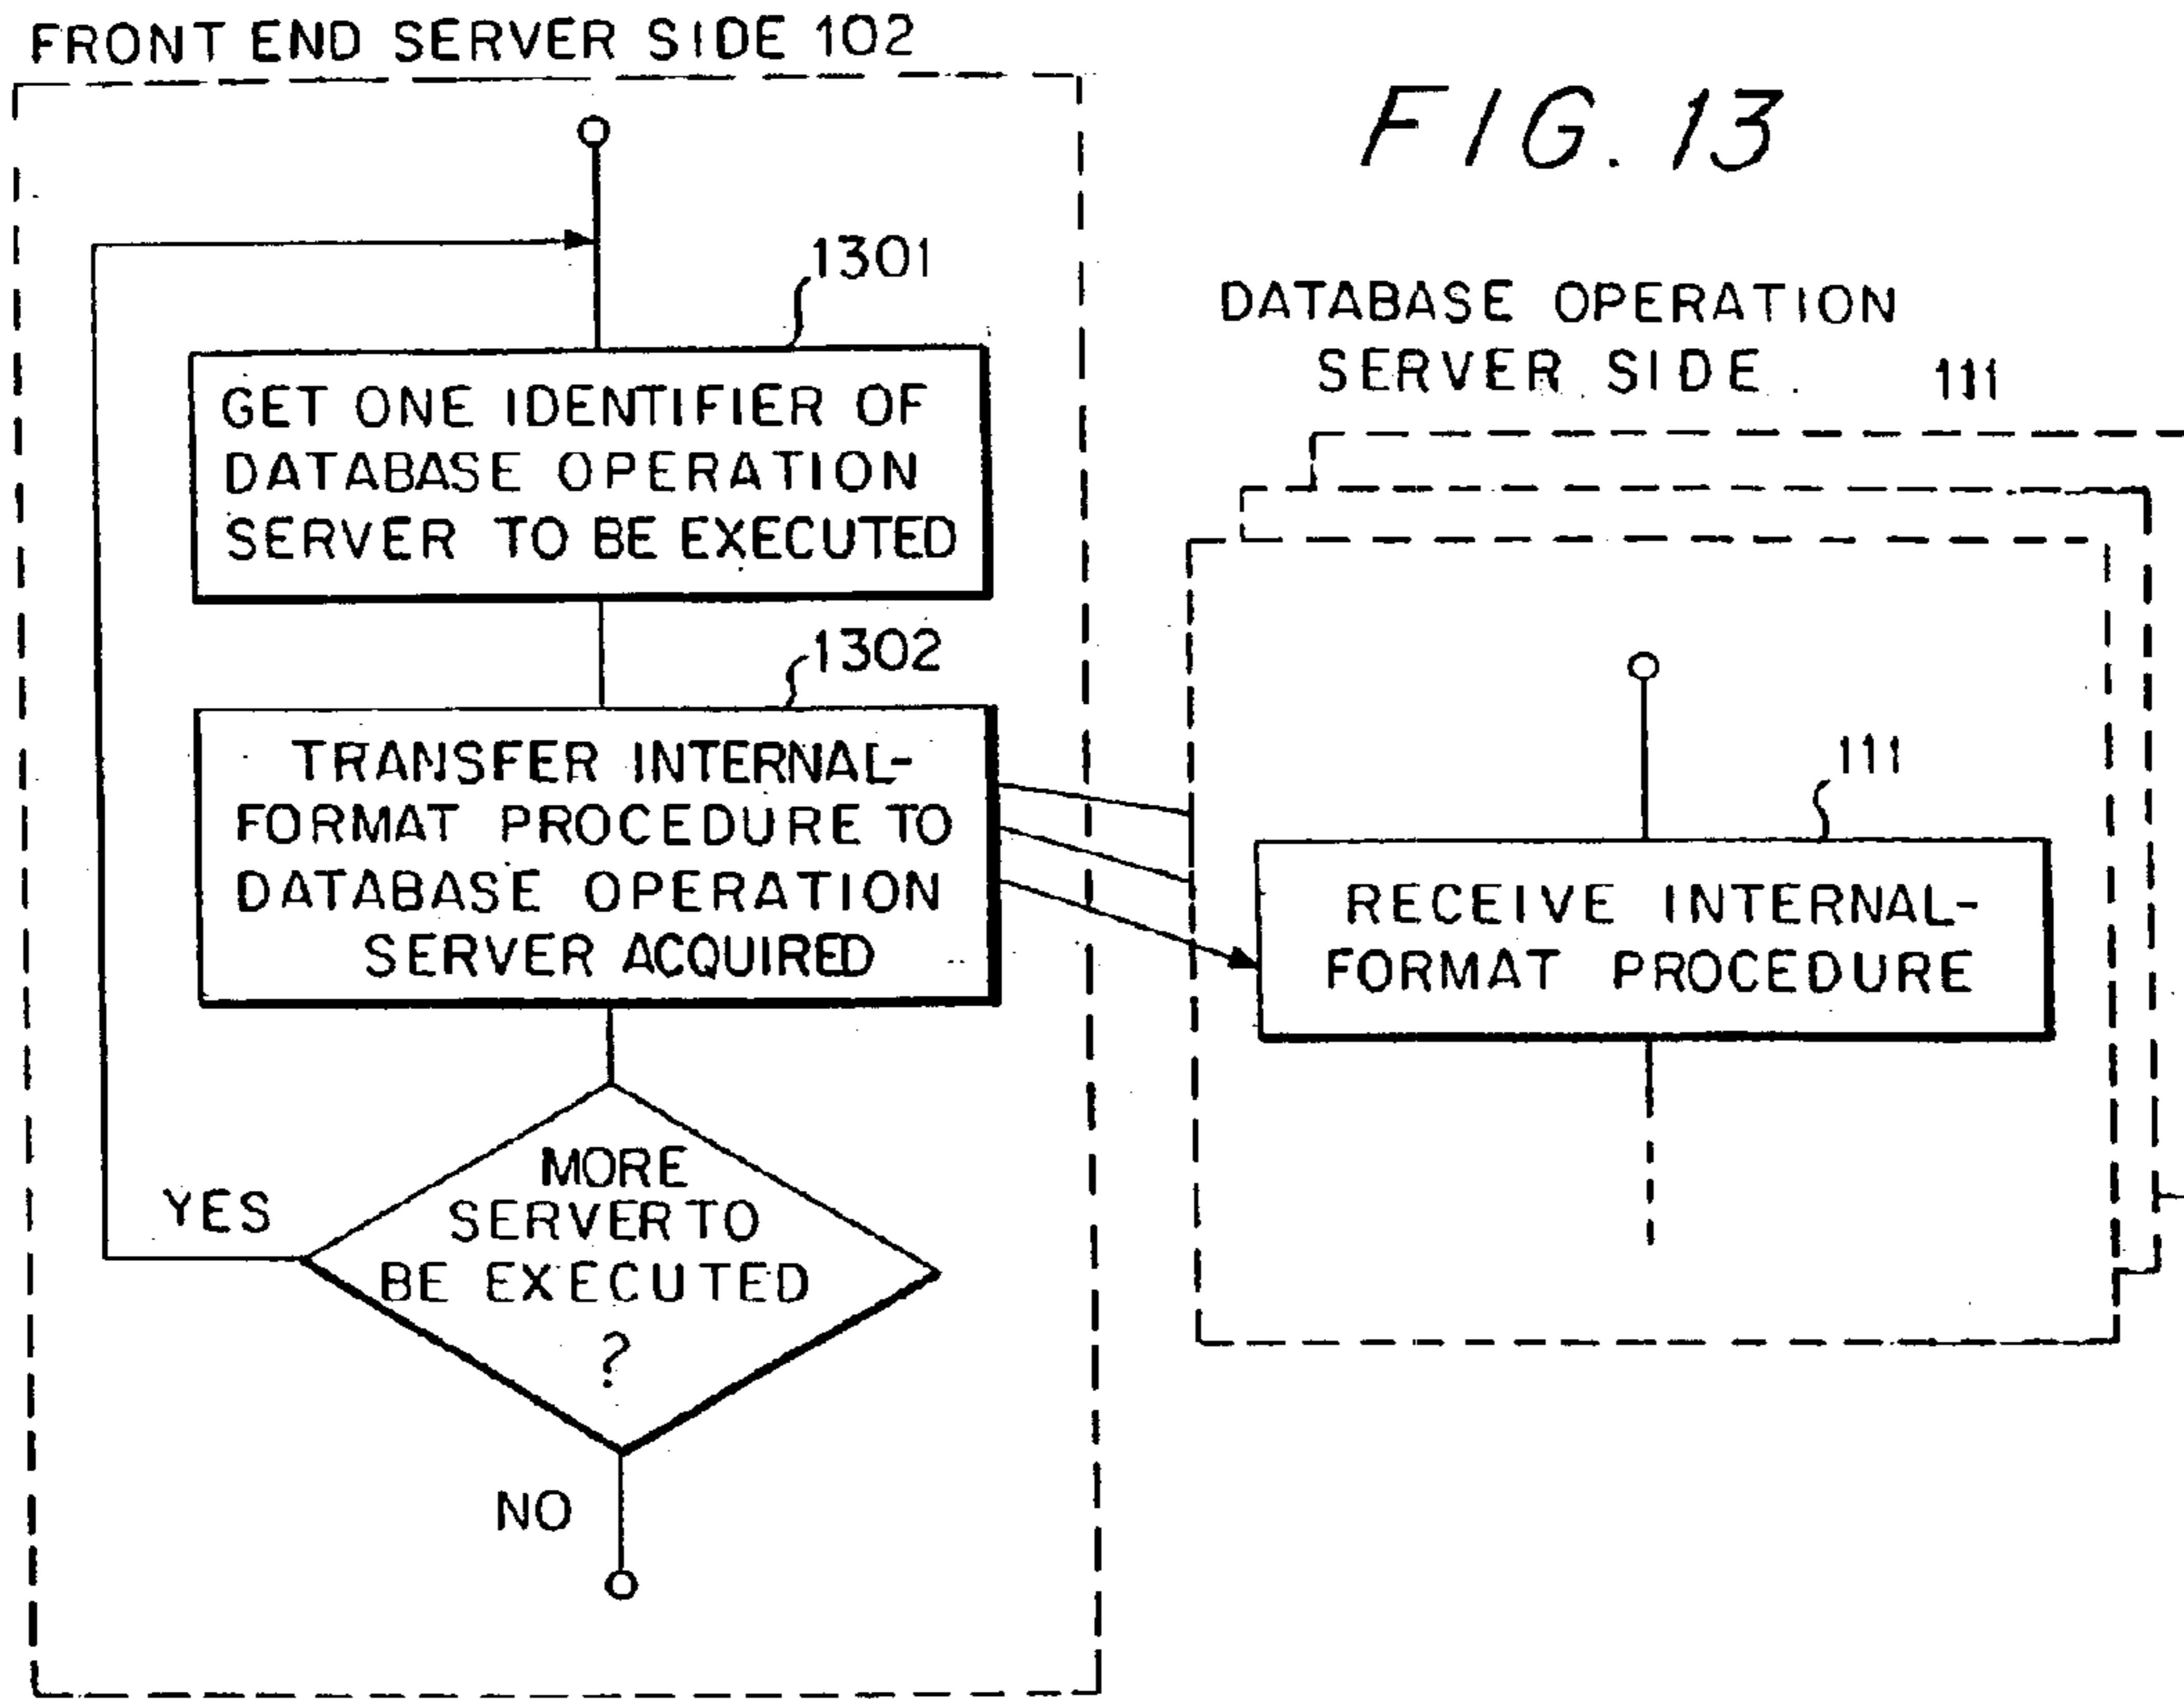 FRONT END SERVER SIDE 102
FIG. 13
1301
GET ONE IDENTIFIER OF
DATABASE OPERATION
SERVER TO BE EXECUTED
1302
TRANSFER INTERNAL-
FORMAT PROCEDURE TO
DATABASE OPERATION
SERVER ACQUIRED
MORE
SERVER TO
BE EXECUTED
?
YES
NO
DATABASE OPERATION
SERVER SIDE 111
111
RECEIVE INTERNAL-
FORMAT PROCEDURE